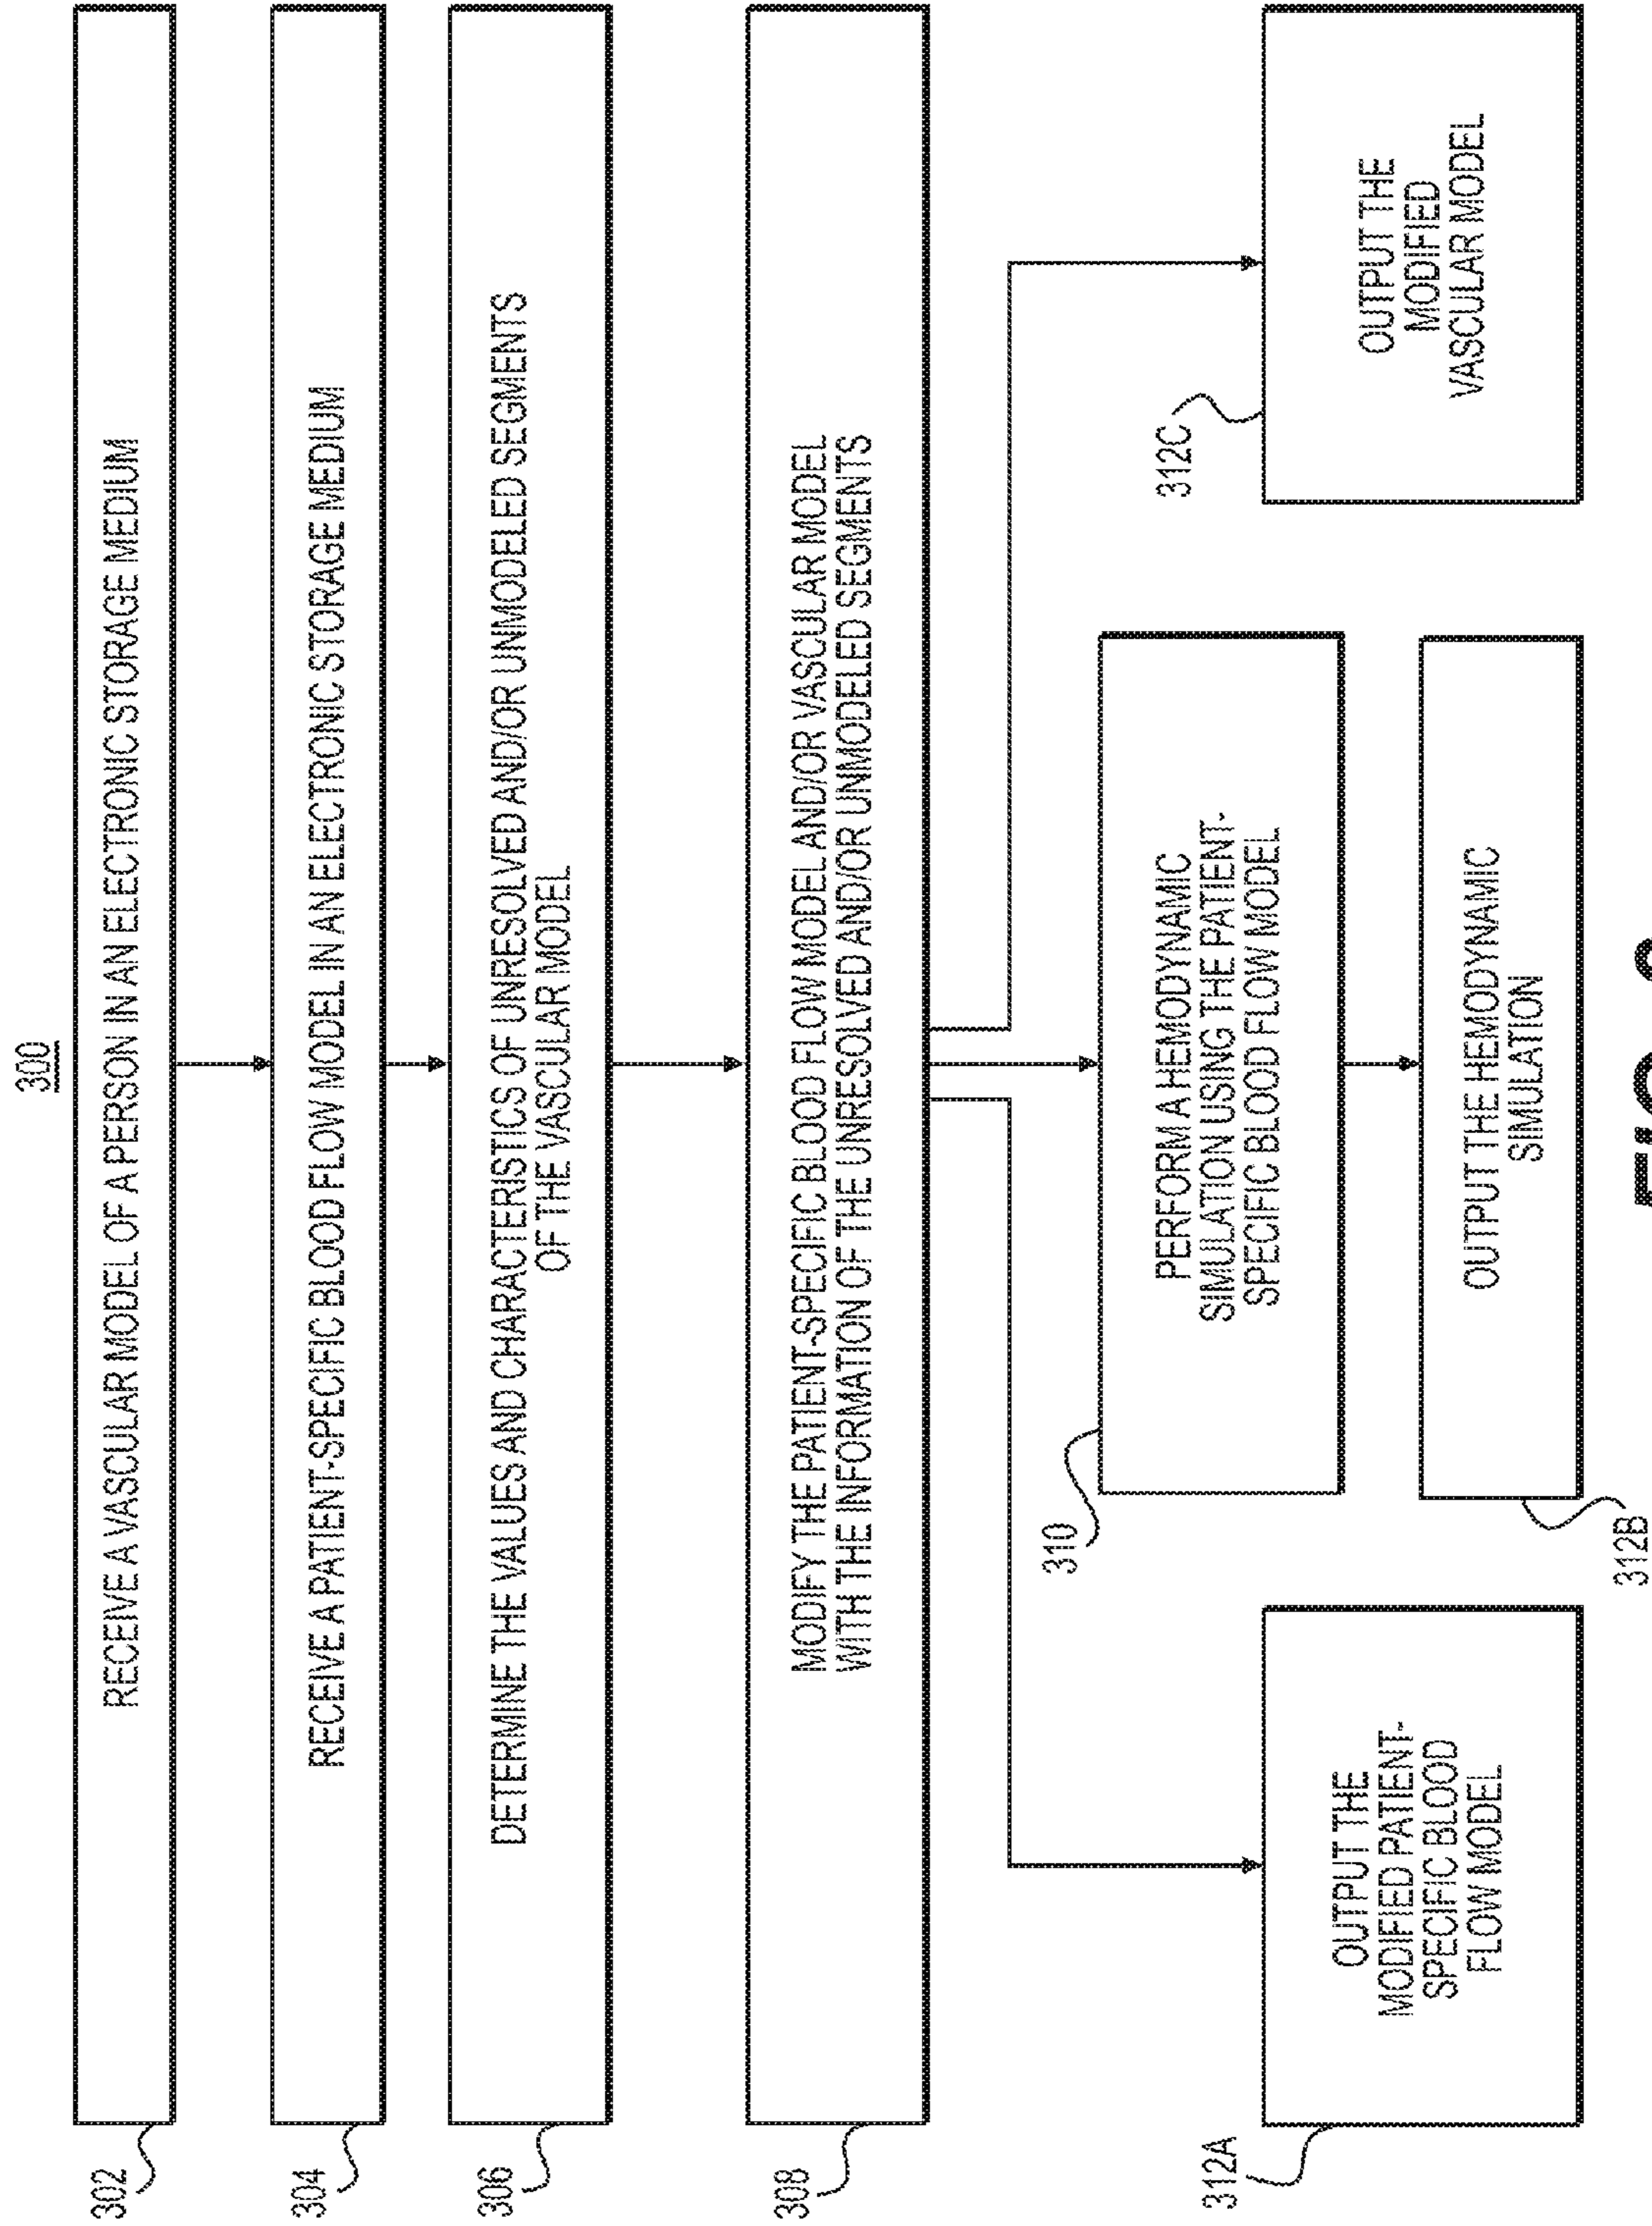 300
302
RECEIVE A VASCULAR MODEL OF A PERSON IN AN ELECTRONIC STORAGE MEDIUM
304
RECEIVE A PATIENT-SPECIFIC BLOOD FLOW MODEL IN AN ELECTRONIC STORAGE MEDIUM
306
DETERMINE THE VALUES AND CHARACTERISTICS OF UNRESOLVED AND/OR UNMODELED SEGMENTS
OF THE VASCULAR MODEL
308
MODIFY THE PATIENT-SPECIFIC BLOOD FLOW MODEL AND/OR VASCULAR MODEL
WITH THE INFORMATION OF THE UNRESOLVED AND/OR UNMODELED SEGMENTS
312A
OUTPUT THE
MODIFIED PATIENT-
SPECIFIC BLOOD
FLOW MODEL
310
PERFORM A HEMODYNAMIC
SIMULATION USING THE PATIENT-
SPECIFIC BLOOD FLOW MODEL
312B
OUTPUT THE HEMODYNAMIC
SIMULATION
312C
OUTPUT THE
MODIFIED
VASCULAR MODEL